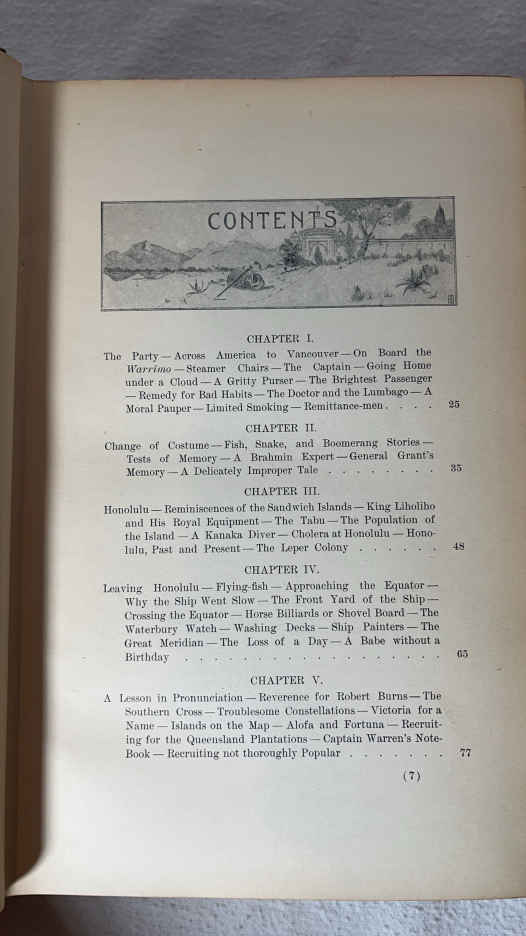 CONTENTS
CHAPTER I.
The Party — Across America to Vancouver — On Board the
Warrimo — Steamer Chairs — The Captain — Going Home
under a Cloud — A Gritty Purser — The Brightest Passenger
— Remedy for Bad Habits — The Doctor and the Lumbago — A
Moral Pauper — Limited Smoking — Remittance-men . . . . 25
CHAPTER II.
Change of Costume — Fish, Snake, and Boomerang Stories —
Tests of Memory — A Brahmin Expert — General Grant's
Memory — A Delicately Improper Tale . . . . . . . . 35
CHAPTER III.
Honolulu — Reminiscences of the Sandwich Islands — King Liholiho
and His Royal Equipment — The Tabu — The Population of
the Island — A Kanaka Diver — Cholera at Honolulu — Hono-
lulu, Past and Present — The Leper Colony . . . . . . 48
CHAPTER IV.
Leaving Honolulu — Flying-fish — Approaching the Equator —
Why the Ship Went Slow — The Front Yard of the Ship —
Crossing the Equator — Horse Billiards or Shovel Board — The
Waterbury Watch — Washing Decks — Ship Painters — The
Great Meridian — The Loss of a Day — A Babe without a
Birthday . . . . . . . . . . . . . . . . . . 65
CHAPTER V.
A Lesson in Pronunciation — Reverence for Robert Burns — The
Southern Cross — Troublesome Constellations — Victoria for a
Name — Islands on the Map — Alofa and Fortuna — Recruit-
ing for the Queensland Plantations — Captain Warren's Note-
Book — Recruiting not thoroughly Popular . . . . . . . 77
(7)